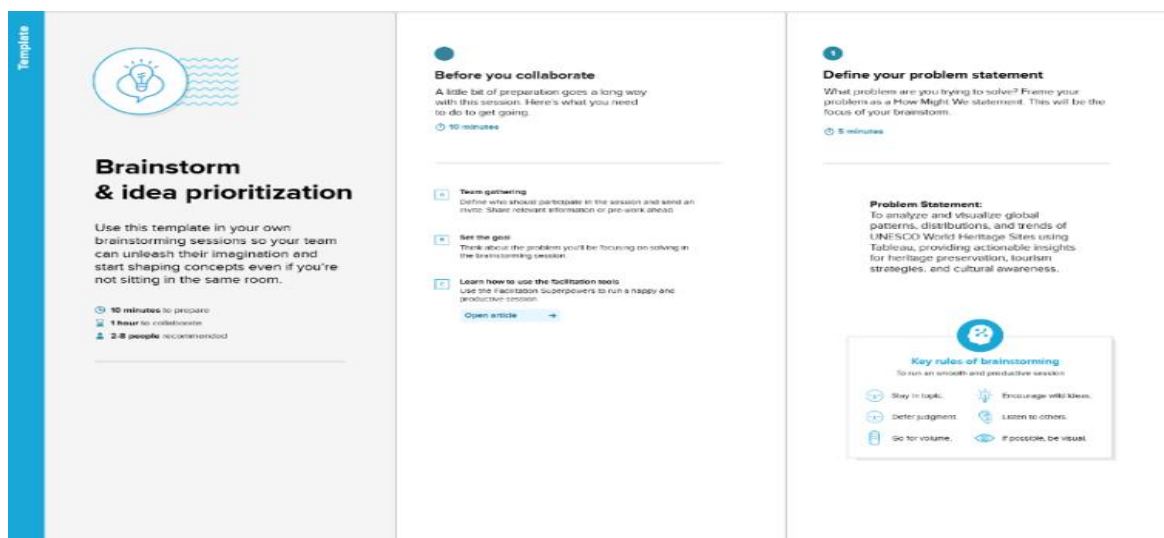 Template
Brainstorm
& idea prioritization
Use this template in your own
brainstorming sessions so your team
can unleash their imagination and
start shaping concepts even if you're
not sitting in the same room.
10 minutes to prepare
1 hour to collaborate
2-8 people recommended
Before you collaborate
A little bit of preparation goes a long way
with this session. Here's what you need
to do to get going.
10 minutes
A
Team gathering
Define who should participate in the session and send an
invite. Share relevant information or pre-work ahead.
B
Set the goal
Think about the problem you'll be focusing on solving in
the brainstorming session.
C
Learn how to use the facilitation tools
Use the Facilitation Superpowers to run a happy and
productive session.
Open article
1
Define your problem statement
What problem are you trying to solve? Frame your
problem as a How Might We statement. This will be the
focus of your brainstorm.
5 minutes
Problem Statement:
To analyze and visualize global
patterns, distributions, and trends of
UNESCO World Heritage Sites using
Tableau, providing actionable insights
for heritage preservation, tourism
strategies, and cultural awareness.
Key rules of brainstorming
To run an smooth and productive session
Stay in topic.
Encourage wild ideas.
Defer judgment.
Listen to others.
Go for volume.
If possible, be visual.